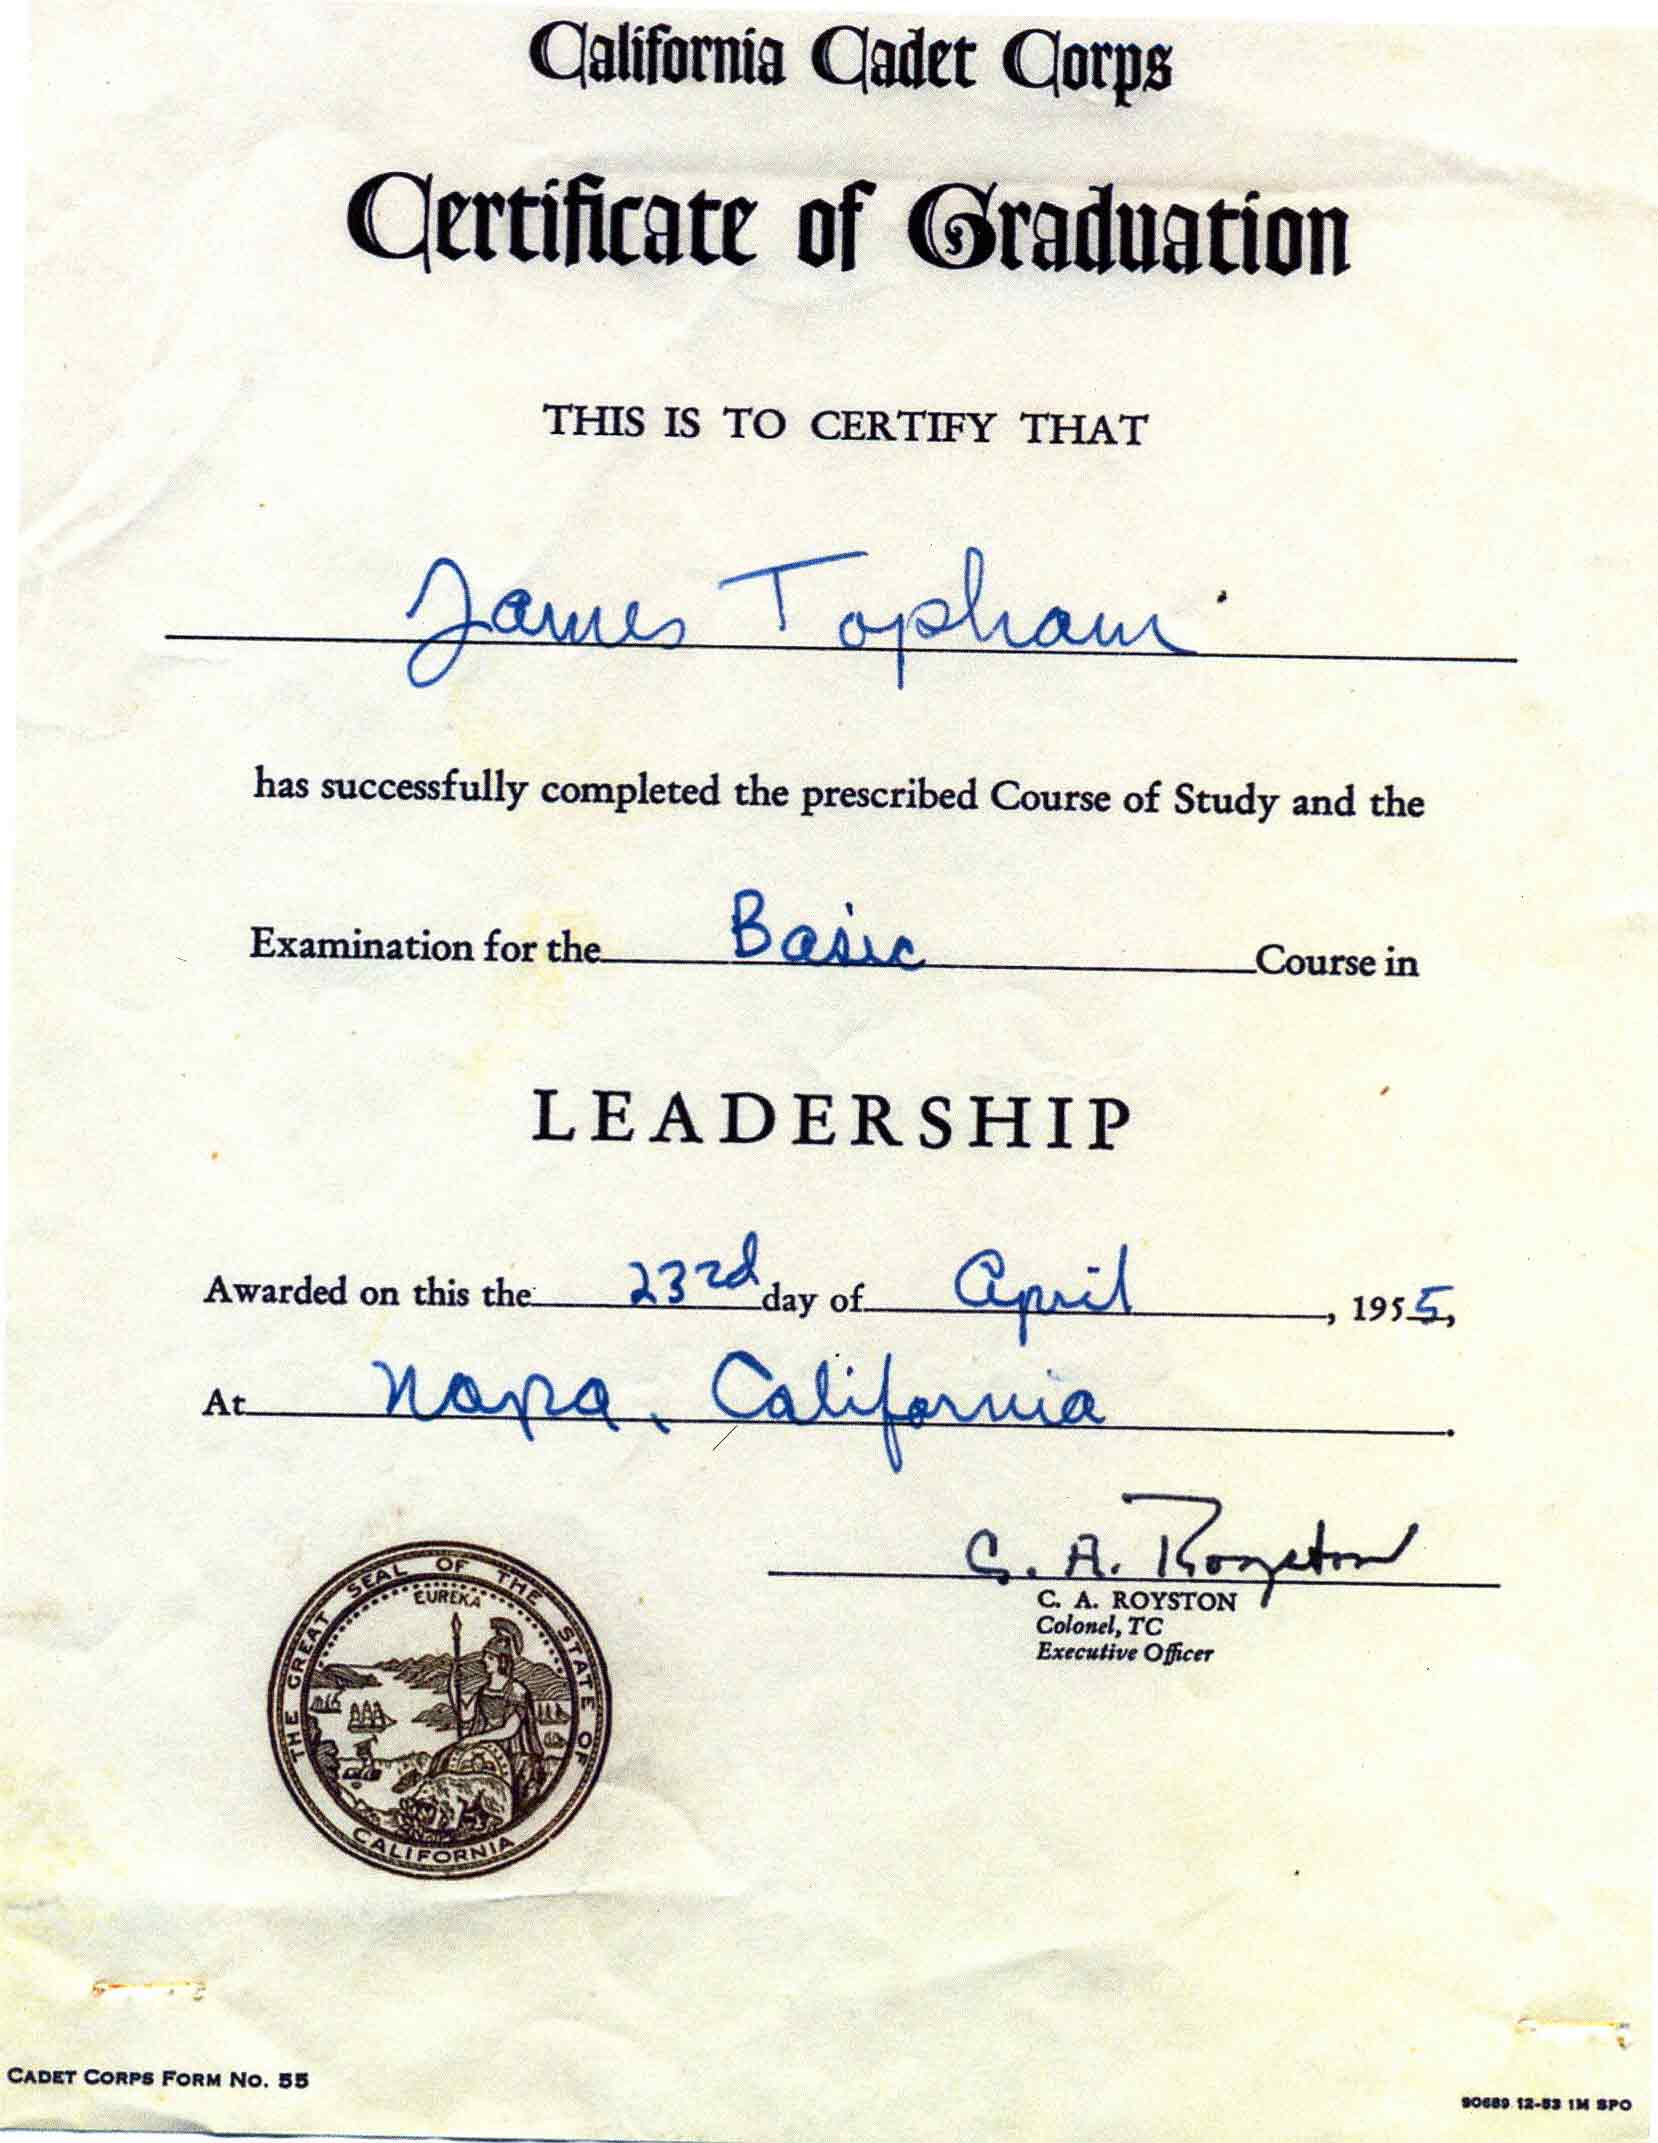 California Cadet Corps
Certificate of Graduation
THIS IS TO CERTIFY THAT
James Topham
has successfully completed the prescribed Course of Study and the
Examination for the Basic Course in
LEADERSHIP
Awarded on this the 23rd day of April, 1955,
At Napa, California.
C. A. Royston
C. A. ROYSTON
Colonel, TC
Executive Officer
THE GREAT SEAL OF THE STATE OF CALIFORNIA
EUREKA
CADET CORPS FORM NO. 55
90689 12-53 1M SPO